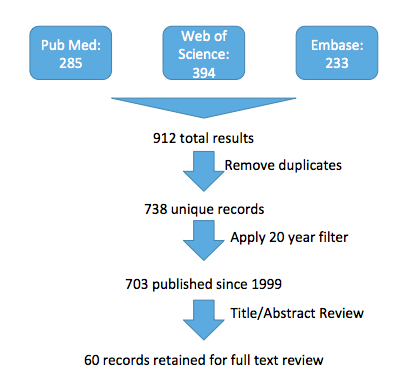 Pub Med:
285
Web of
Science:
394
Embase:
233
912 total results
Remove duplicates
738 unique records
Apply 20 year filter
703 published since 1999
Title/Abstract Review
60 records retained for full text review